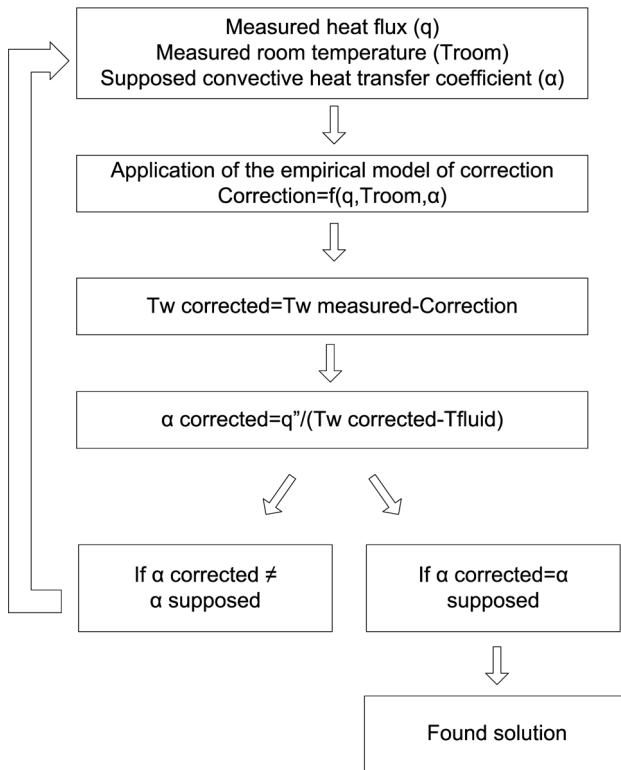 Measured heat flux (q)
Measured room temperature (Troom)
Supposed convective heat transfer coefficient (α)
Application of the empirical model of correction
Correction=f(q,Troom,α)
Tw corrected=Tw measured-Correction
α corrected=q”/(Tw corrected-Tfluid)
If α corrected ≠
α supposed
If α corrected=α
supposed
Found solution